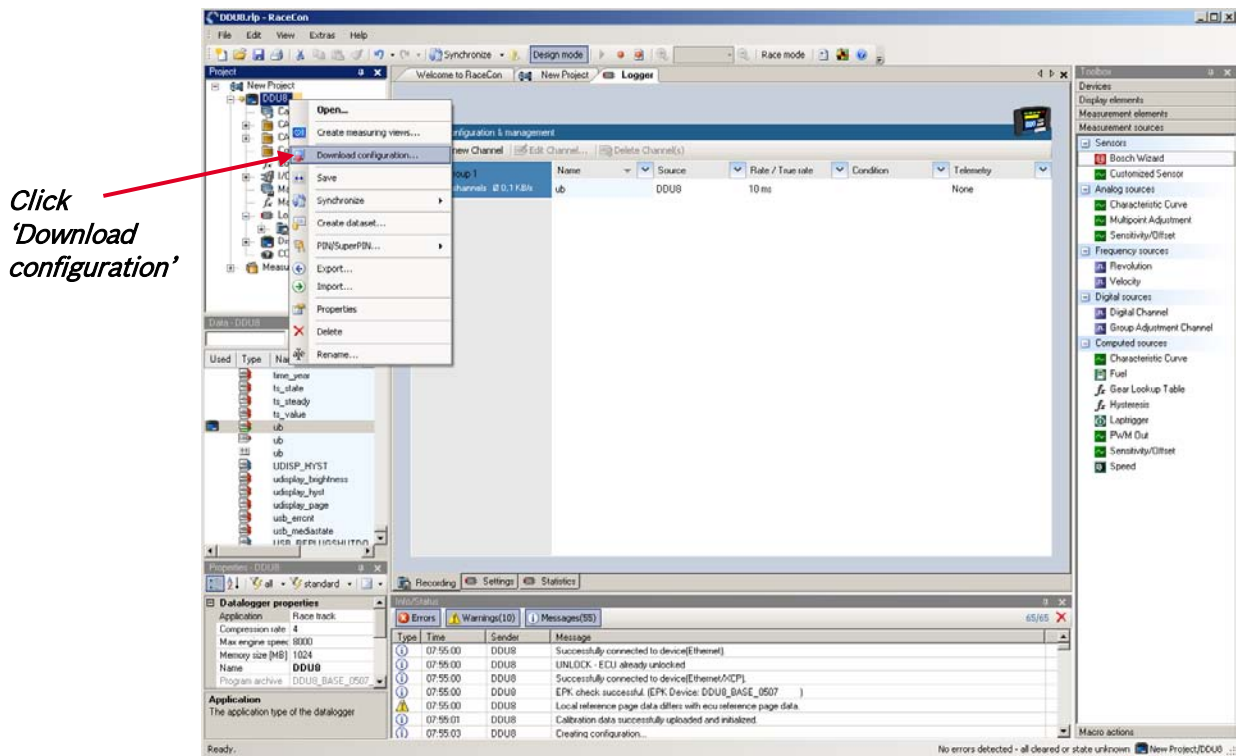 DDU8.rlp - RaceCon
File Edit View Extras Help
Synchronize Design mode Race mode
Project
New Project
DDU8
Measu
Open...
Create measuring views...
Download configuration...
Save
Synchronize
Create dataset...
PIN/SuperPIN...
Export...
Import...
Properties
Delete
Rename...
Click
‘Download
configuration’
Welcome to RaceCon New Project Logger
onfiguration & management
new Channel Edit Channel... Delete Channel(s)
roup 1
channels Ø 0,1 KB/s
Name Source Rate / True rate Condition Telemetry
ub DDU8 10 ms None
Data - DDU8
Used Type Na
time_year
ts_state
ts_steady
ts_value
ub
ub
ub
UDISP_HYST
udisplay_brightness
udisplay_hyst
udisplay_page
usb_errcnt
usb_mediastate
Properties - DDU8
all standard
Datalogger properties
Application Race track
Compression rate 4
Max engine speed 8000
Memory size [MB] 1024
Name DDU8
Program archive DDU8_BASE_0507_
Application
The application type of the datalogger
Recording Settings Statistics
Info/Status
Errors Warnings(10) Messages(55) 65/65
Type Time Sender Message
07:55:00 DDU8 Successfully connected to device(Ethernet).
07:55:00 DDU8 UNLOCK - ECU already unlocked
07:55:00 DDU8 Successfully connected to device(Ethernet/XCP).
07:55:00 DDU8 EPK check successful. (EPK Device: DDU8_BASE_0507 )
07:55:00 DDU8 Local reference page data differs with ecu reference page data.
07:55:01 DDU8 Calibration data successfully uploaded and initialized.
07:55:03 DDU8 Creating configuration...
Toolbox
Devices
Display elements
Measurement elements
Measurement sources
Sensors
Bosch Wizard
Customized Sensor
Analog sources
Characteristic Curve
Multipoint Adjustment
Sensitivity/Offset
Frequency sources
Revolution
Velocity
Digital sources
Digital Channel
Group Adjustment Channel
Computed sources
Characteristic Curve
Fuel
Gear Lookup Table
Hysteresis
Laptrigger
PWM Out
Sensitivity/Offset
Speed
Macro actions
Ready.
No errors detected - all cleared or state unknown New Project/DDU8